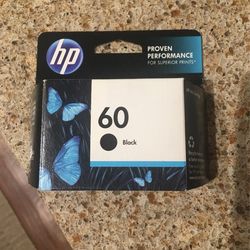 hp
PROVEN
PERFORMANCE
FOR SUPERIOR PRINTS*
60
Black